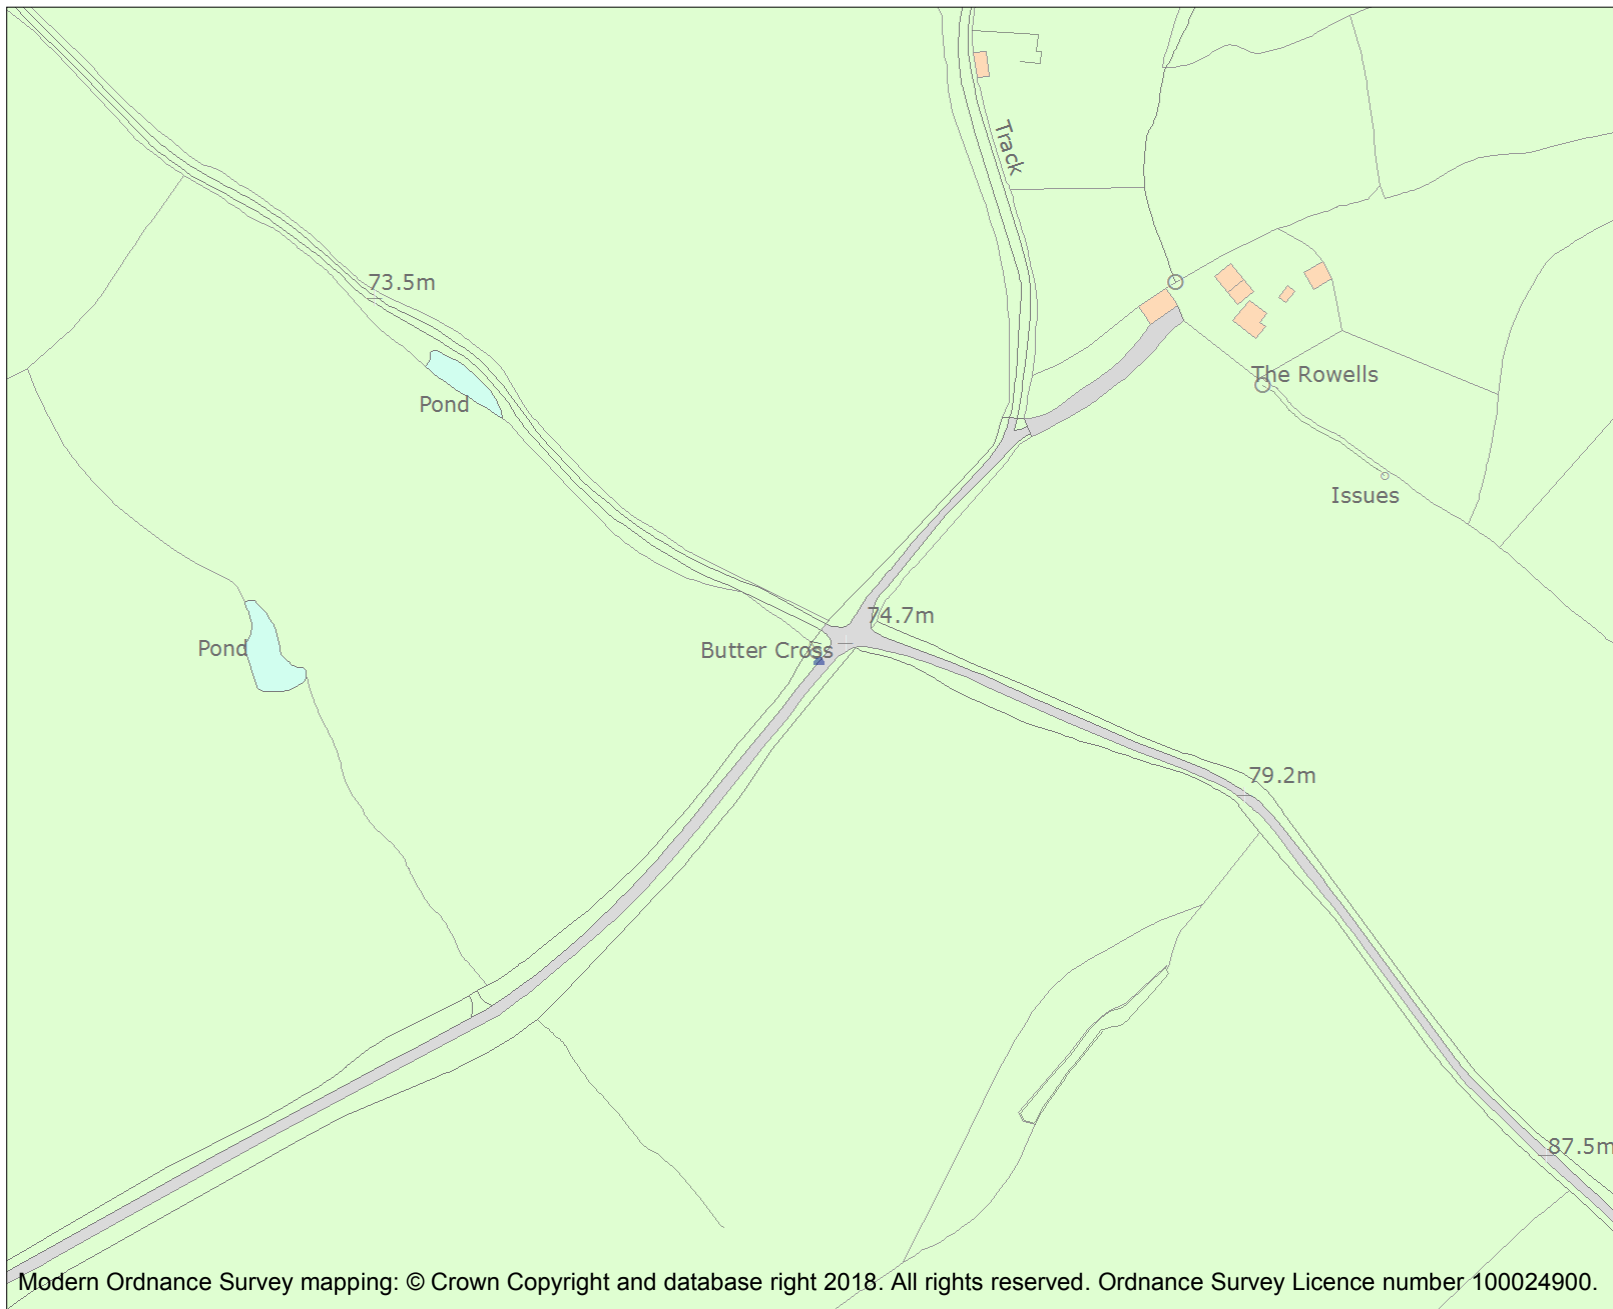 Track
73.5m
The Rowells
Pond
Issues
74.7m
Pond
Butter Cross
79.2m
87.5m
Modern Ordnance Survey mapping: © Crown Copyright and database right 2018. All rights reserved. Ordnance Survey Licence number 100024900.